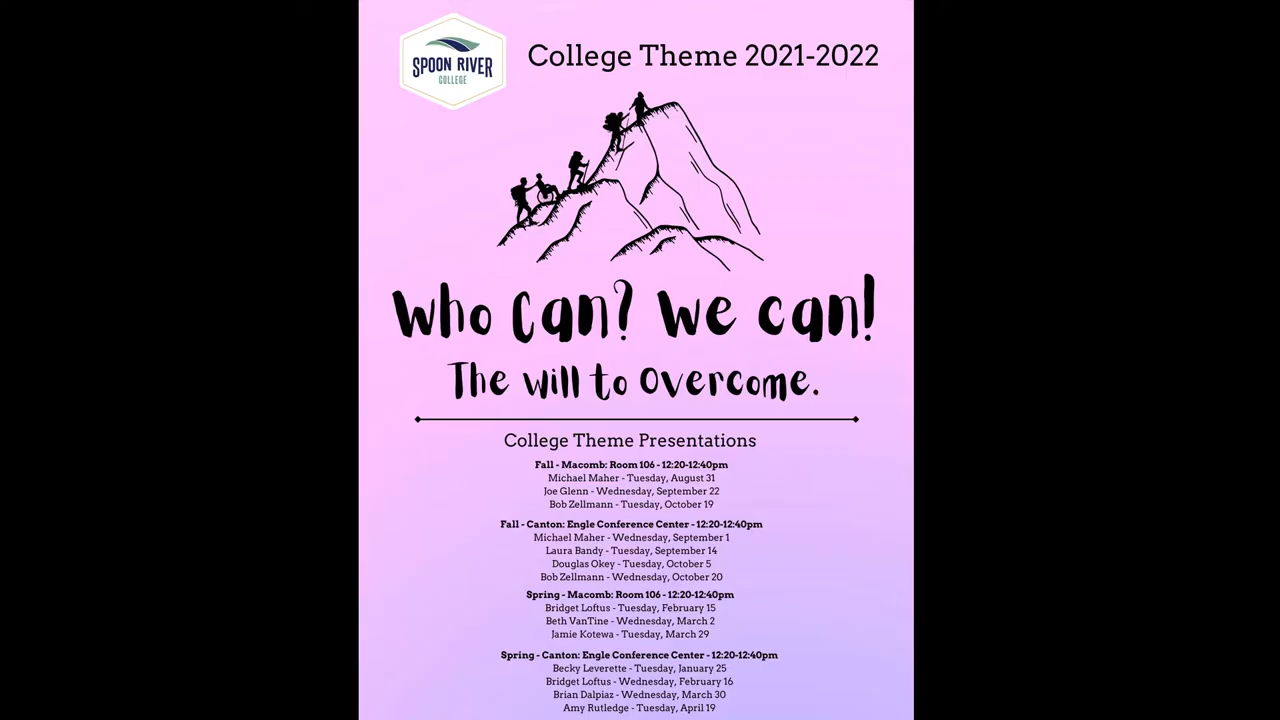 SPOON RIVER
COLLEGE
College Theme 2021-2022
Who Can? We can!
The will to Overcome.
College Theme Presentations
Fall - Macomb: Room 106 - 12:20-12:40pm
Michael Maher - Tuesday, August 31
Joe Glenn - Wednesday, September 22
Bob Zellmann - Tuesday, October 19
Fall - Canton: Engle Conference Center - 12:20-12:40pm
Michael Maher - Wednesday, September 1
Laura Bandy - Tuesday, September 14
Douglas Okey - Tuesday, October 5
Bob Zellmann - Wednesday, October 20
Spring - Macomb: Room 106 - 12:20-12:40pm
Bridget Loftus - Tuesday, February 15
Beth VanTine - Wednesday, March 2
Jamie Kotewa - Tuesday, March 29
Spring - Canton: Engle Conference Center - 12:20-12:40pm
Becky Leverette - Tuesday, January 25
Bridget Loftus - Wednesday, February 16
Brian Dalpiaz - Wednesday, March 30
Amy Rutledge - Tuesday, April 19